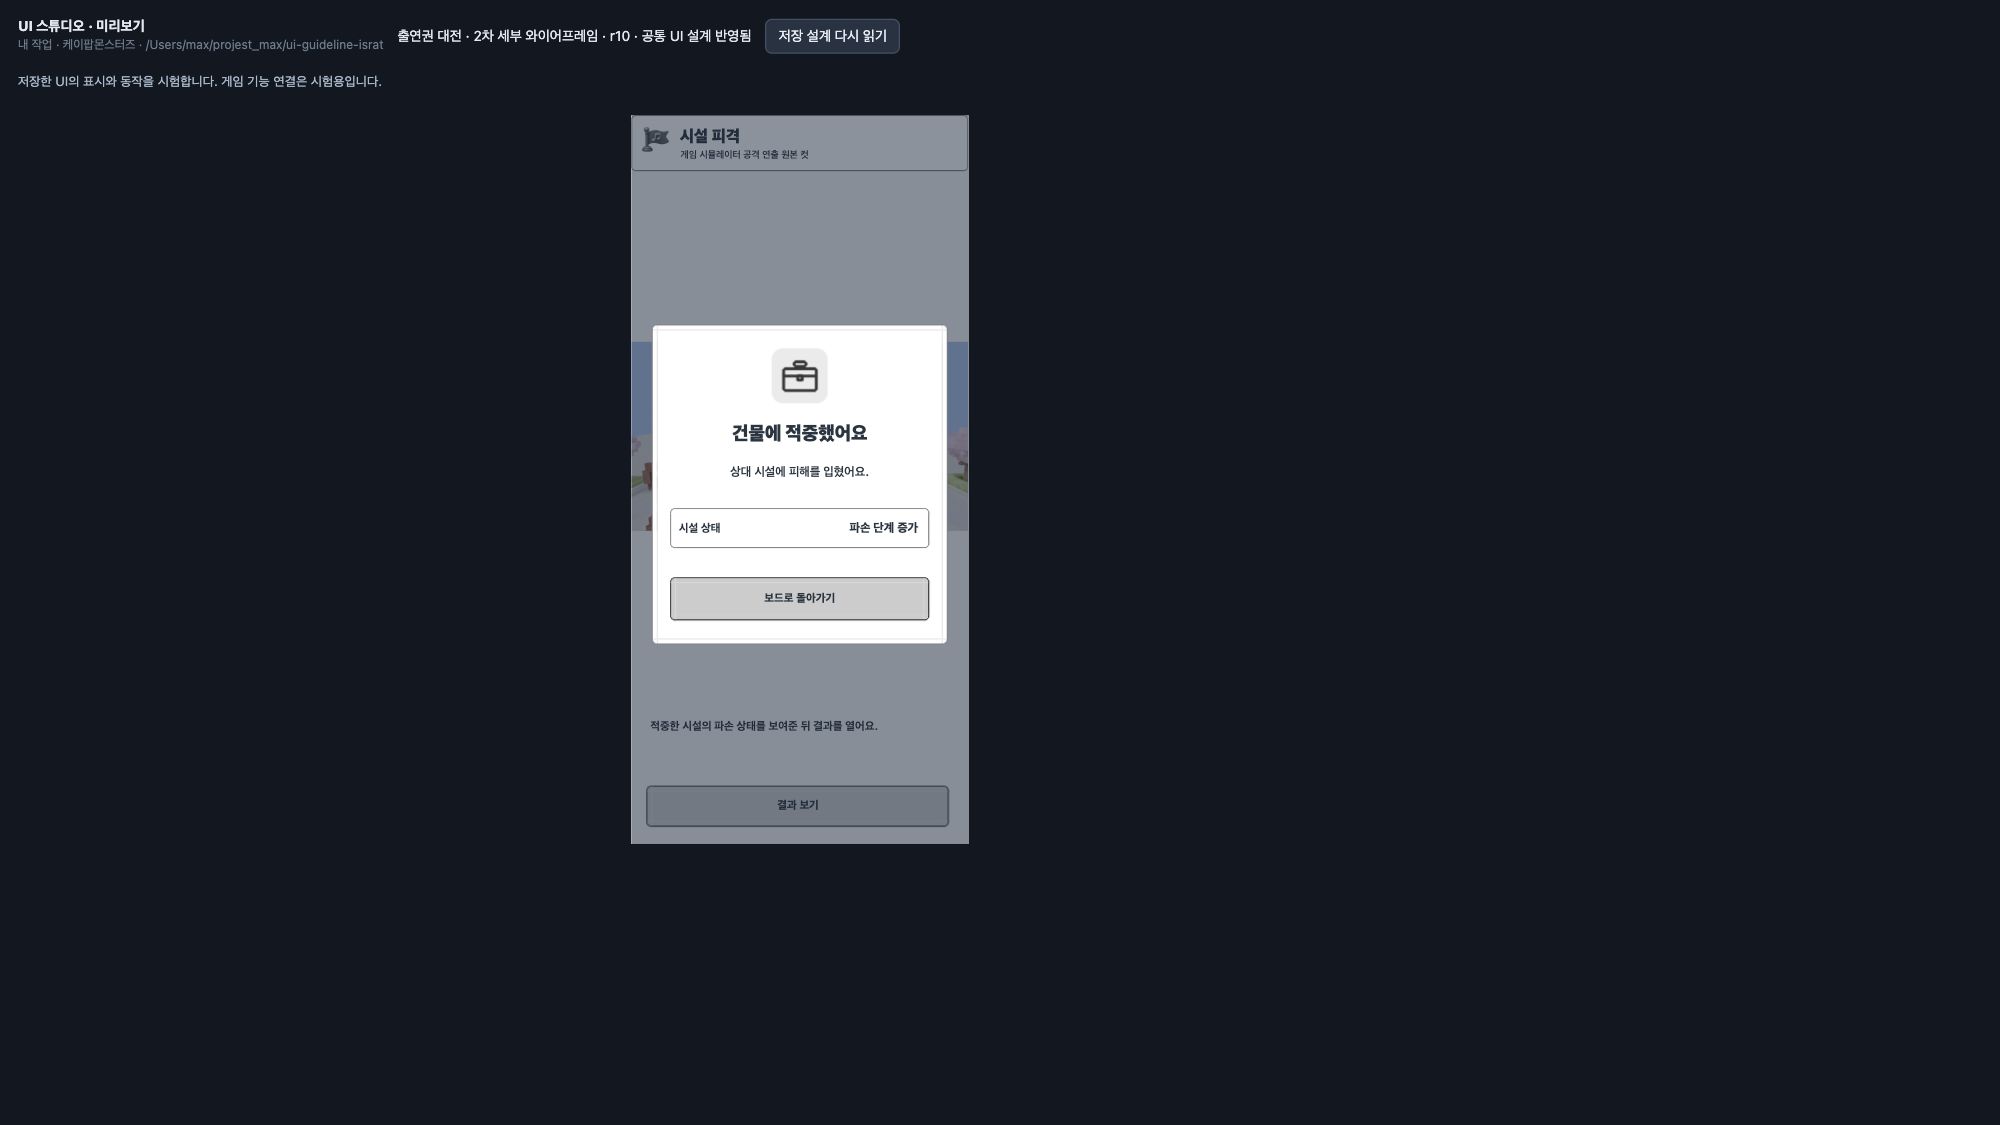 UI 스튜디오 · 미리보기
내 작업 · 케이팝몬스터즈 · /Users/max/projest_max/ui-guideline-israt
출연권 대전 · 2차 세부 와이어프레임 · r10 · 공통 UI 설계 반영됨
저장 설계 다시 읽기
저장한 UI의 표시와 동작을 시험합니다. 게임 기능 연결은 시험용입니다.
시설 피격
게임 시뮬레이터 공격 연출 원본 컷
건물에 적중했어요
상대 시설에 피해를 입혔어요.
시설 상태 파손 단계 증가
보드로 돌아가기
적중한 시설의 파손 상태를 보여준 뒤 결과를 열어요.
결과 보기